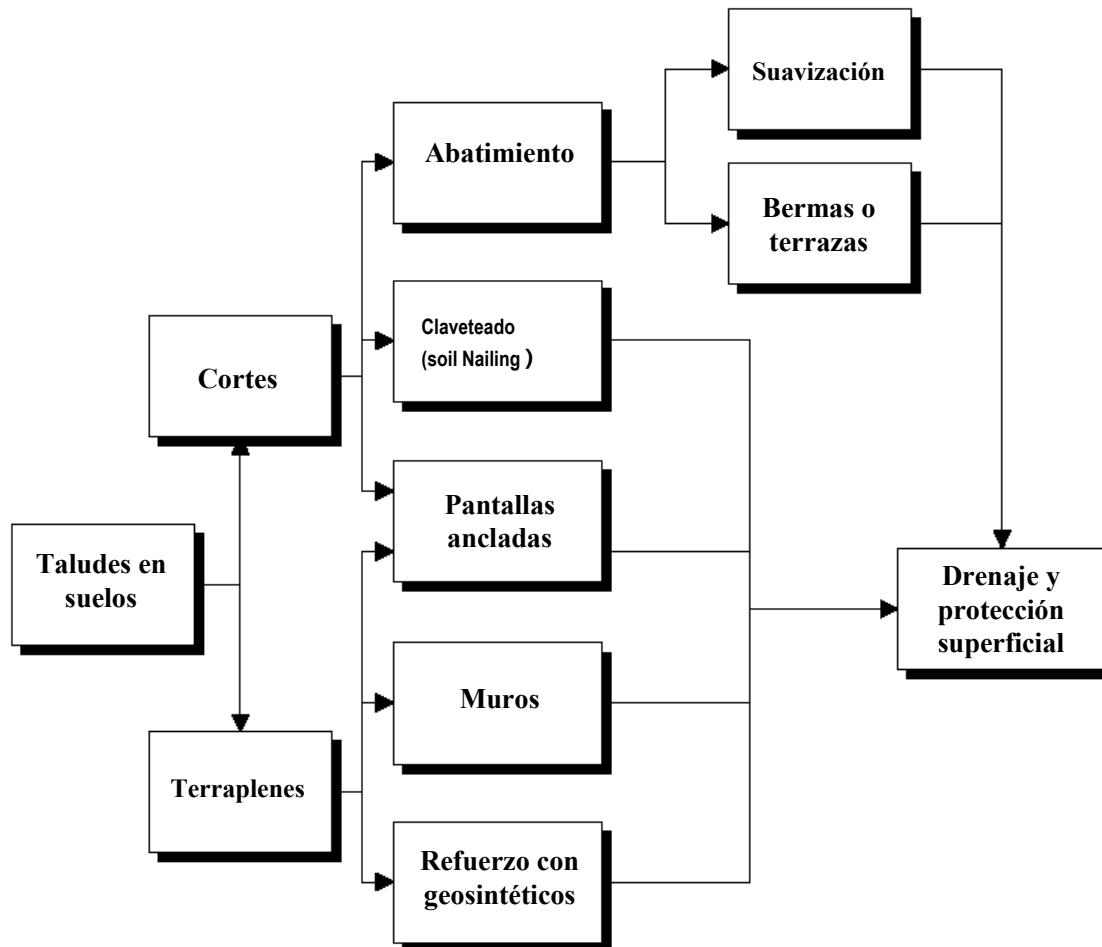 Suavización
Abatimiento
Bermas o
terrazas
Claveteado
(soil Nailing )
Cortes
Pantallas
ancladas
Taludes en
suelos
Drenaje y
protección
superficial
Muros
Terraplenes
Refuerzo con
geosintéticos